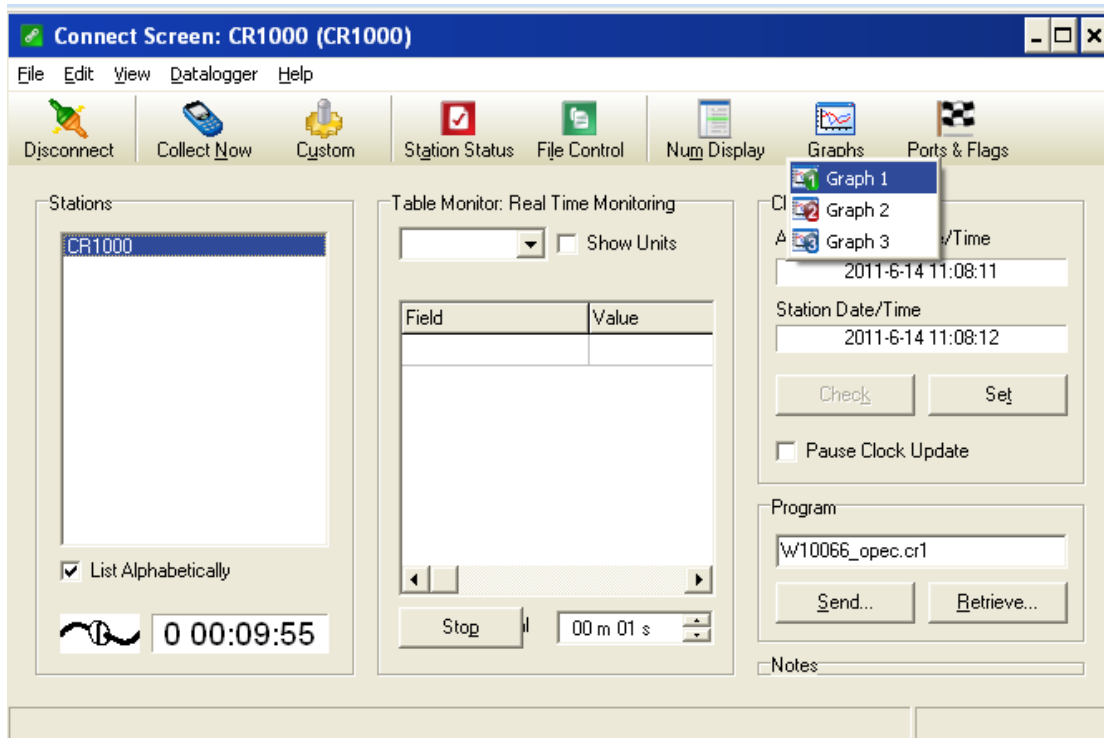 Connect Screen: CR1000 (CR1000)
File Edit View Datalogger Help
Disconnect Collect Now Custom Station Status File Control Num Display Graphs Ports & Flags
Graph 1
Graph 2
Graph 3
Stations
CR1000
List Alphabetically
0 00:09:55
Table Monitor: Real Time Monitoring
Show Units
Field Value
Stop
00 m 01 s
/Time
2011-6-14 11:08:11
Station Date/Time
2011-6-14 11:08:12
Check Set
Pause Clock Update
Program
W10066_opec.cr1
Send... Retrieve...
Notes